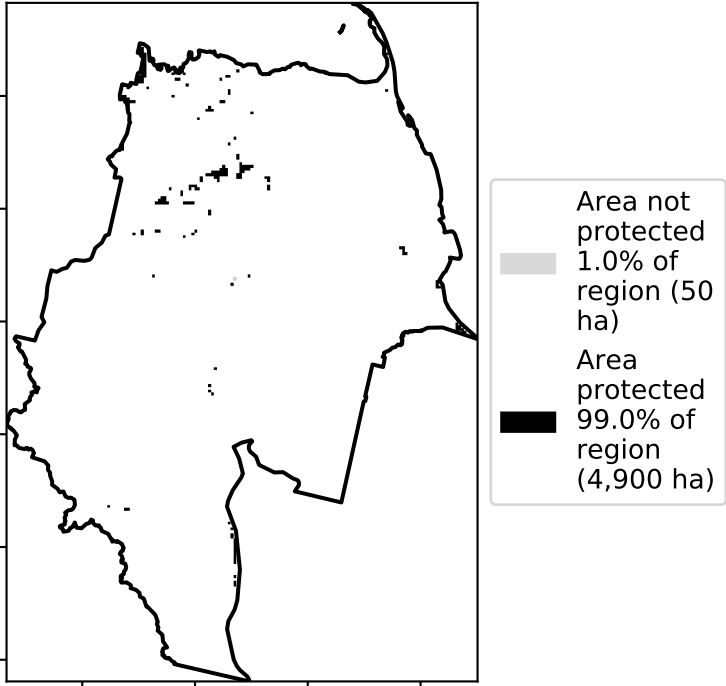 Area not
protected
1.0% of
region (50
ha)
Area
protected
99.0% of
region
(4,900 ha)